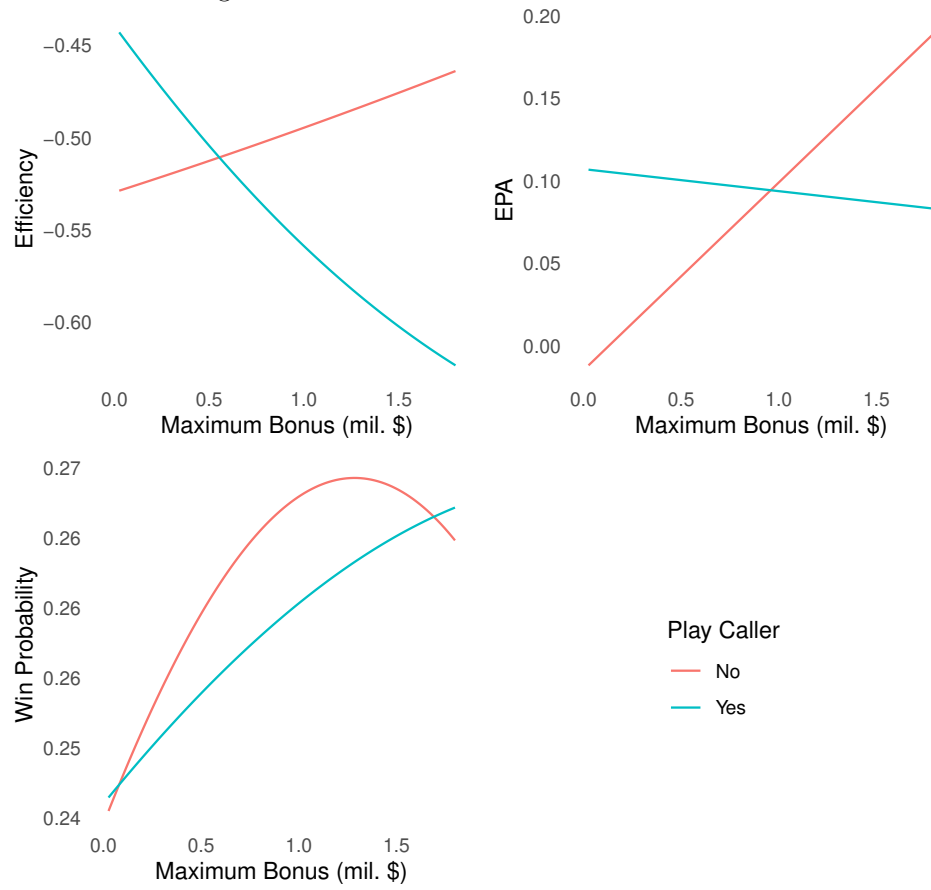 −0.45
−0.50
−0.55
−0.60
Efficiency
0.0 0.5 1.0 1.5
Maximum Bonus (mil. $)
0.20
0.15
0.10
0.05
0.00
EPA
0.0 0.5 1.0 1.5
Maximum Bonus (mil. $)
0.27
0.26
0.26
0.26
0.25
0.24
Win Probability
0.0 0.5 1.0 1.5
Maximum Bonus (mil. $)
Play Caller
No
Yes